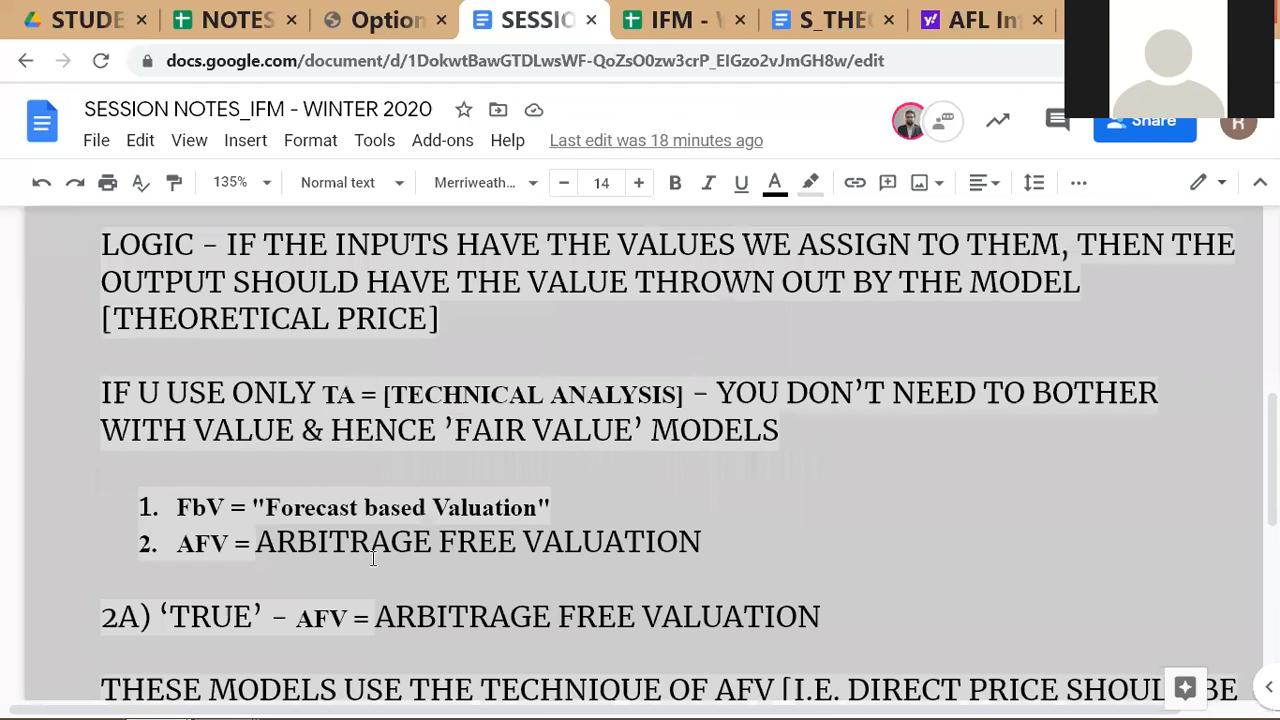 STUDE
NOTES
Option
SESSIO
IFM -
S_THEO
AFL In
docs.google.com/document/d/1DokwtBawGTDLwsWF-QoZsO0zw3crP_EIGzo2vJmGH8w/edit
SESSION NOTES_IFM - WINTER 2020
File Edit View Insert Format Tools Add-ons Help Last edit was 18 minutes ago
Share
R
135% Normal text Merriweath... 14 B I U A
LOGIC - IF THE INPUTS HAVE THE VALUES WE ASSIGN TO THEM, THEN THE
OUTPUT SHOULD HAVE THE VALUE THROWN OUT BY THE MODEL
[THEORETICAL PRICE]
IF U USE ONLY TA = [TECHNICAL ANALYSIS] - YOU DON’T NEED TO BOTHER
WITH VALUE & HENCE ’FAIR VALUE’ MODELS
1. FbV = "Forecast based Valuation"
2. AFV = ARBITRAGE FREE VALUATION
2A) ‘TRUE’ - AFV = ARBITRAGE FREE VALUATION
THESE MODELS USE THE TECHNIQUE OF AFV [I.E. DIRECT PRICE SHOUL BE